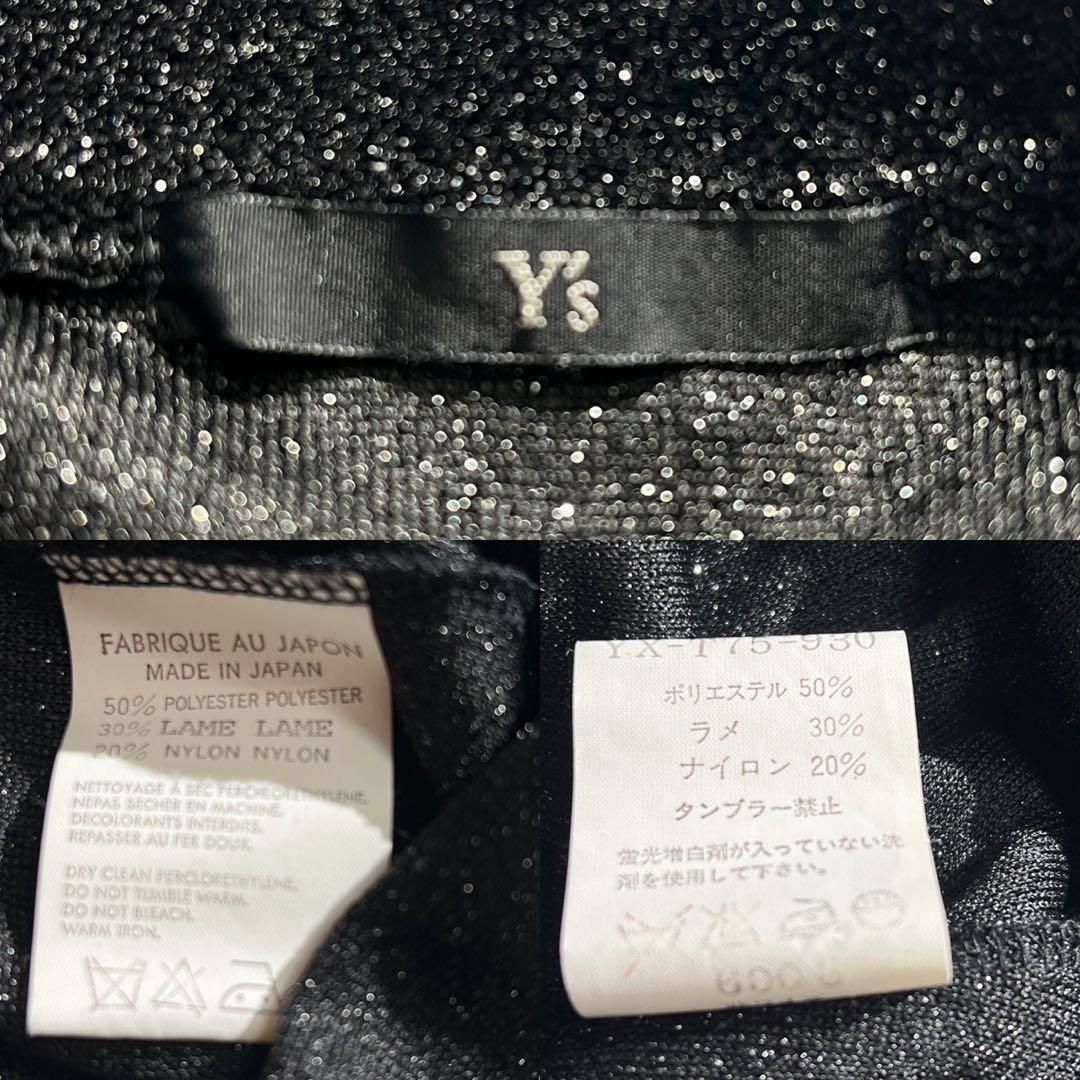 Y's
FABRIQUE AU JAPON
MADE IN JAPAN
50% POLYESTER POLYESTER
30% LAME LAME
20% NYLON NYLON
NETTOYAGE A SEC PERCHLORETHYLENE.
NEPAS SECHER EN MACHINE.
DECOLORANTS INTERDITS.
REPASSER AU FER DOUX.
DRY CLEAN PERCLORETHYLENE.
DO NOT TUMBLE WARM.
DO NOT BLEACH.
WARM IRON.
YX-T75-930
ポリエステル 50%
ラメ 30%
ナイロン 20%
タンブラー禁止
蛍光増白剤が入っていない洗
剤を使用して下さい。